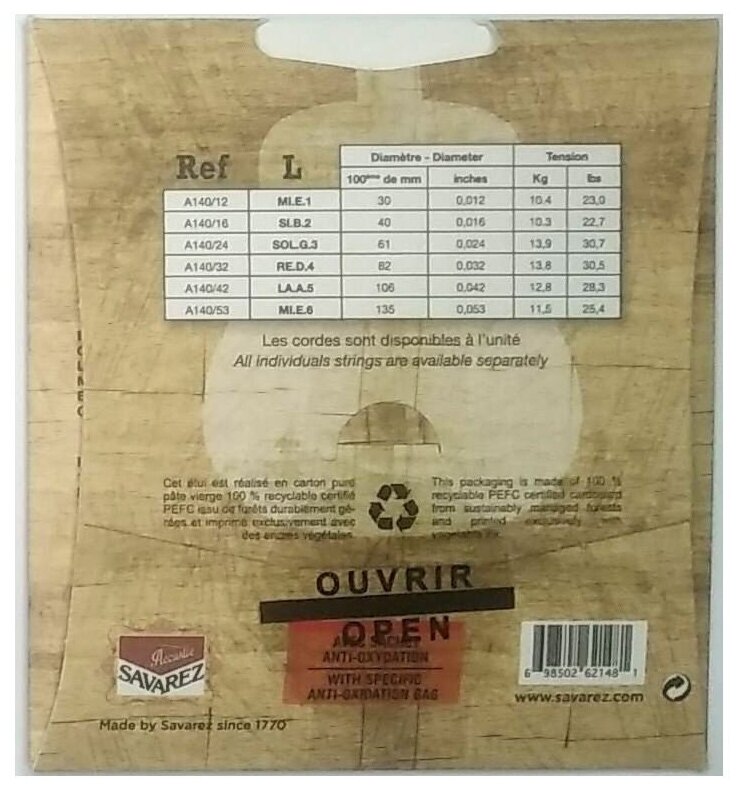 Ref L Diamètre - Diameter Tension
100ème de mm inches Kg lbs
A140/12 MI.E.1 30 0,012 10.4 23,0
A140/16 SI.B.2 40 0,016 10.3 22,7
A140/24 SOL.G.3 61 0,024 13,9 30,7
A140/32 RE.D.4 82 0,032 13,8 30,5
A140/42 LA.A.5 106 0,042 12,8 28,3
A140/53 MI.E.6 135 0,053 11,5 25,4
Les cordes sont disponibles à l'unité
All individuals strings are available separately
Cet étui est réalisé en carton pure
pâte vierge 100 % recyclable certifié
PEFC issu de forêts durablement gé-
rées et imprimé exclusivement avec
des encres végétales.
This packaging is made of 100 %
recyclable PEFC certified cardboard
from sustainably managed forests
and printed exclusively with
OUVRIR
OPEN
ANTI-OXYDATION
WITH SPECIFIC
ANTI-OXIDATION BAG
Acoustic
SAVAREZ
Made by Savarez since 1770
6 98502 62148 1
www.savarez.com